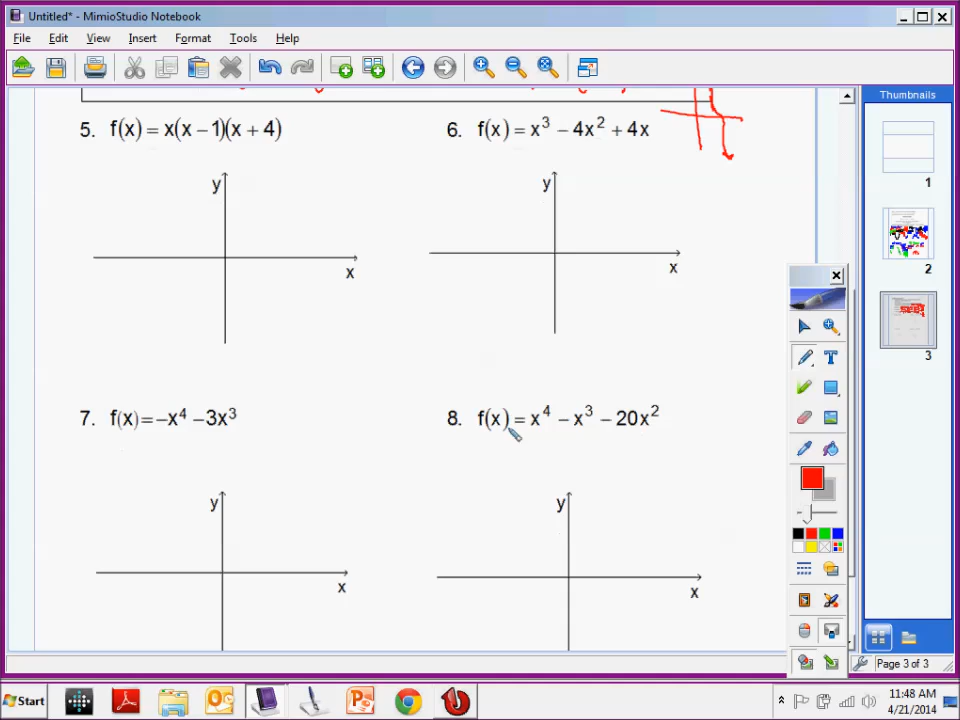 Untitled* - MimioStudio Notebook
File Edit View Insert Format Tools Help
Thumbnails
5. f(x) = x(x − 1)(x + 4)
6. f(x) = x³ − 4x² + 4x
y
x
y
x
7. f(x) = −x⁴ − 3x³
8. f(x) = x⁴ − x³ − 20x²
y
x
y
x
1
2
3
T
Page 3 of 3
Start
11:48 AM
4/21/2014